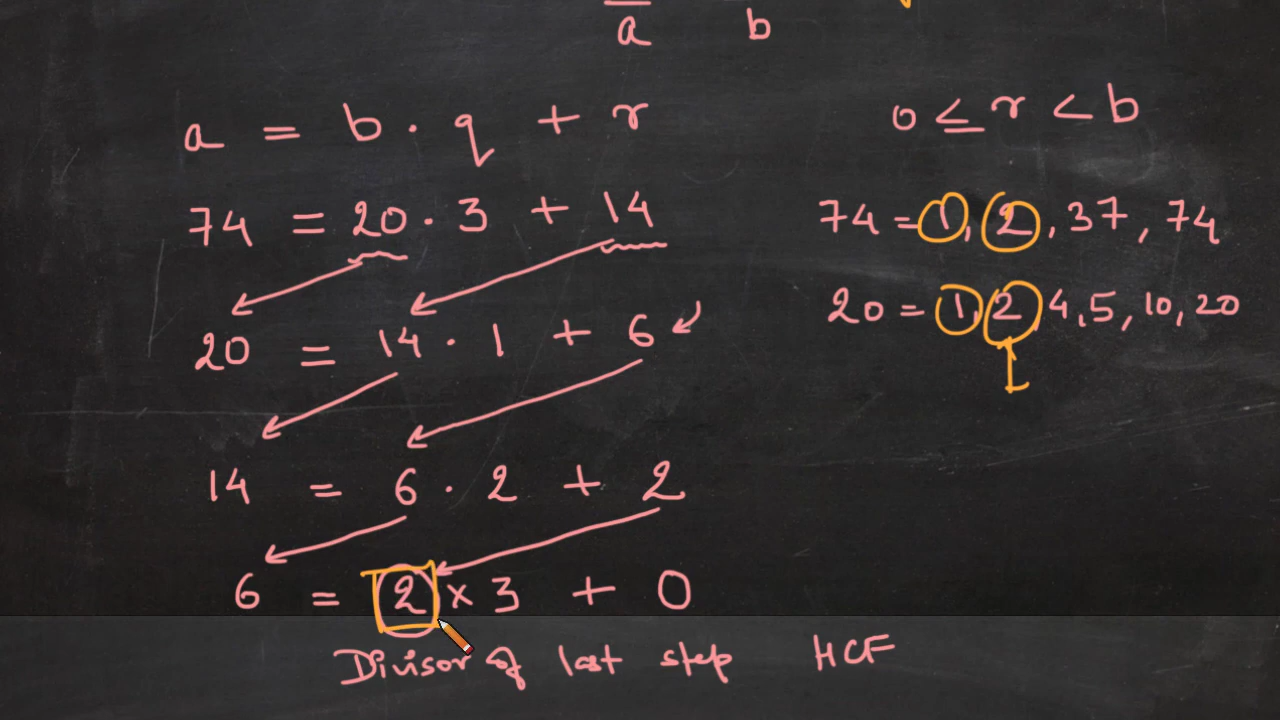 a b
a = b . q + r
0 ≤ r < b
74 = 20 . 3 + 14
74 = 1, 2, 37, 74
20 = 14 . 1 + 6
20 = 1, 2, 4, 5, 10, 20
14 = 6 . 2 + 2
6 = 2 x 3 + 0
Divisor of last step HCF